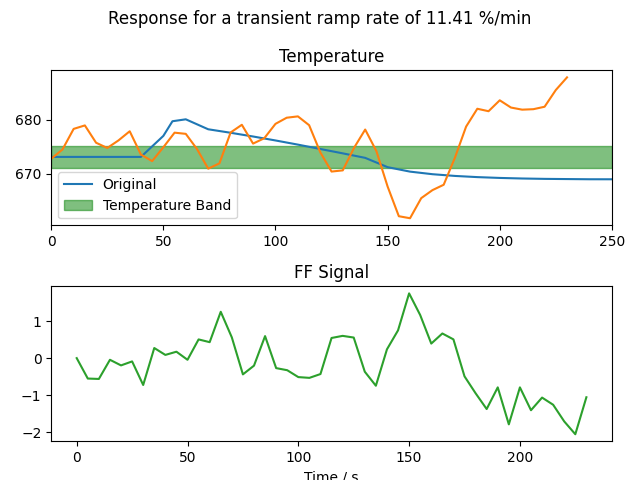 Response for a transient ramp rate of 11.41 %/min
Temperature
680
670
Original
Temperature Band
0 50 100 150 200 250
FF Signal
1
0
−1
−2
0 50 100 150 200
Time / s